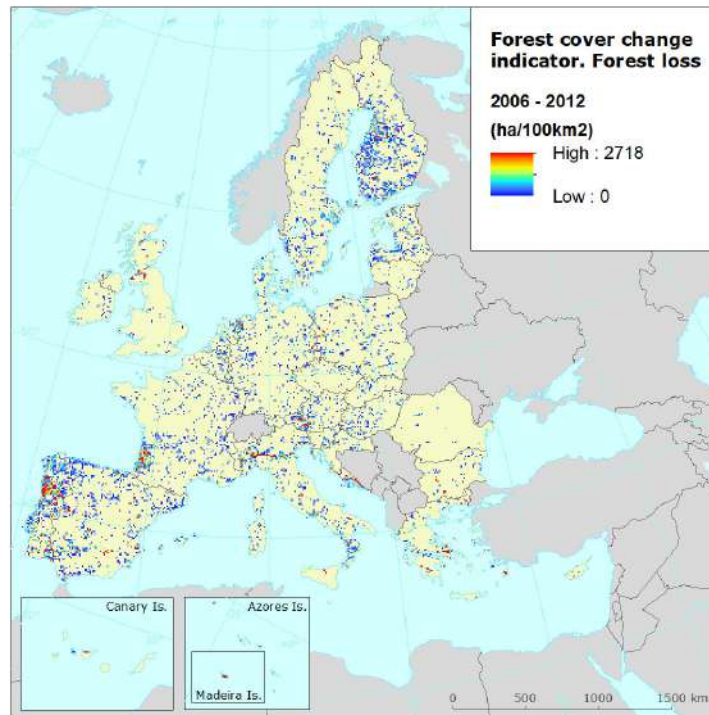 Forest cover change
indicator. Forest loss
2006 - 2012
(ha/100km2)
High : 2718
Low : 0
Canary Is.
Azores Is.
Madeira Is.
0 500 1000 1500 km